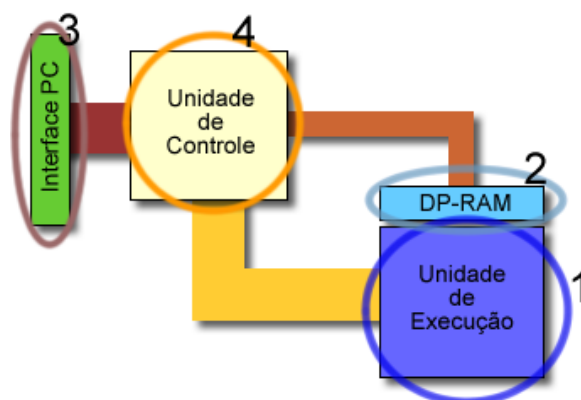 3
Interface PC
4
Unidade
de
Controle
2
DP-RAM
1
Unidade
de
Execução